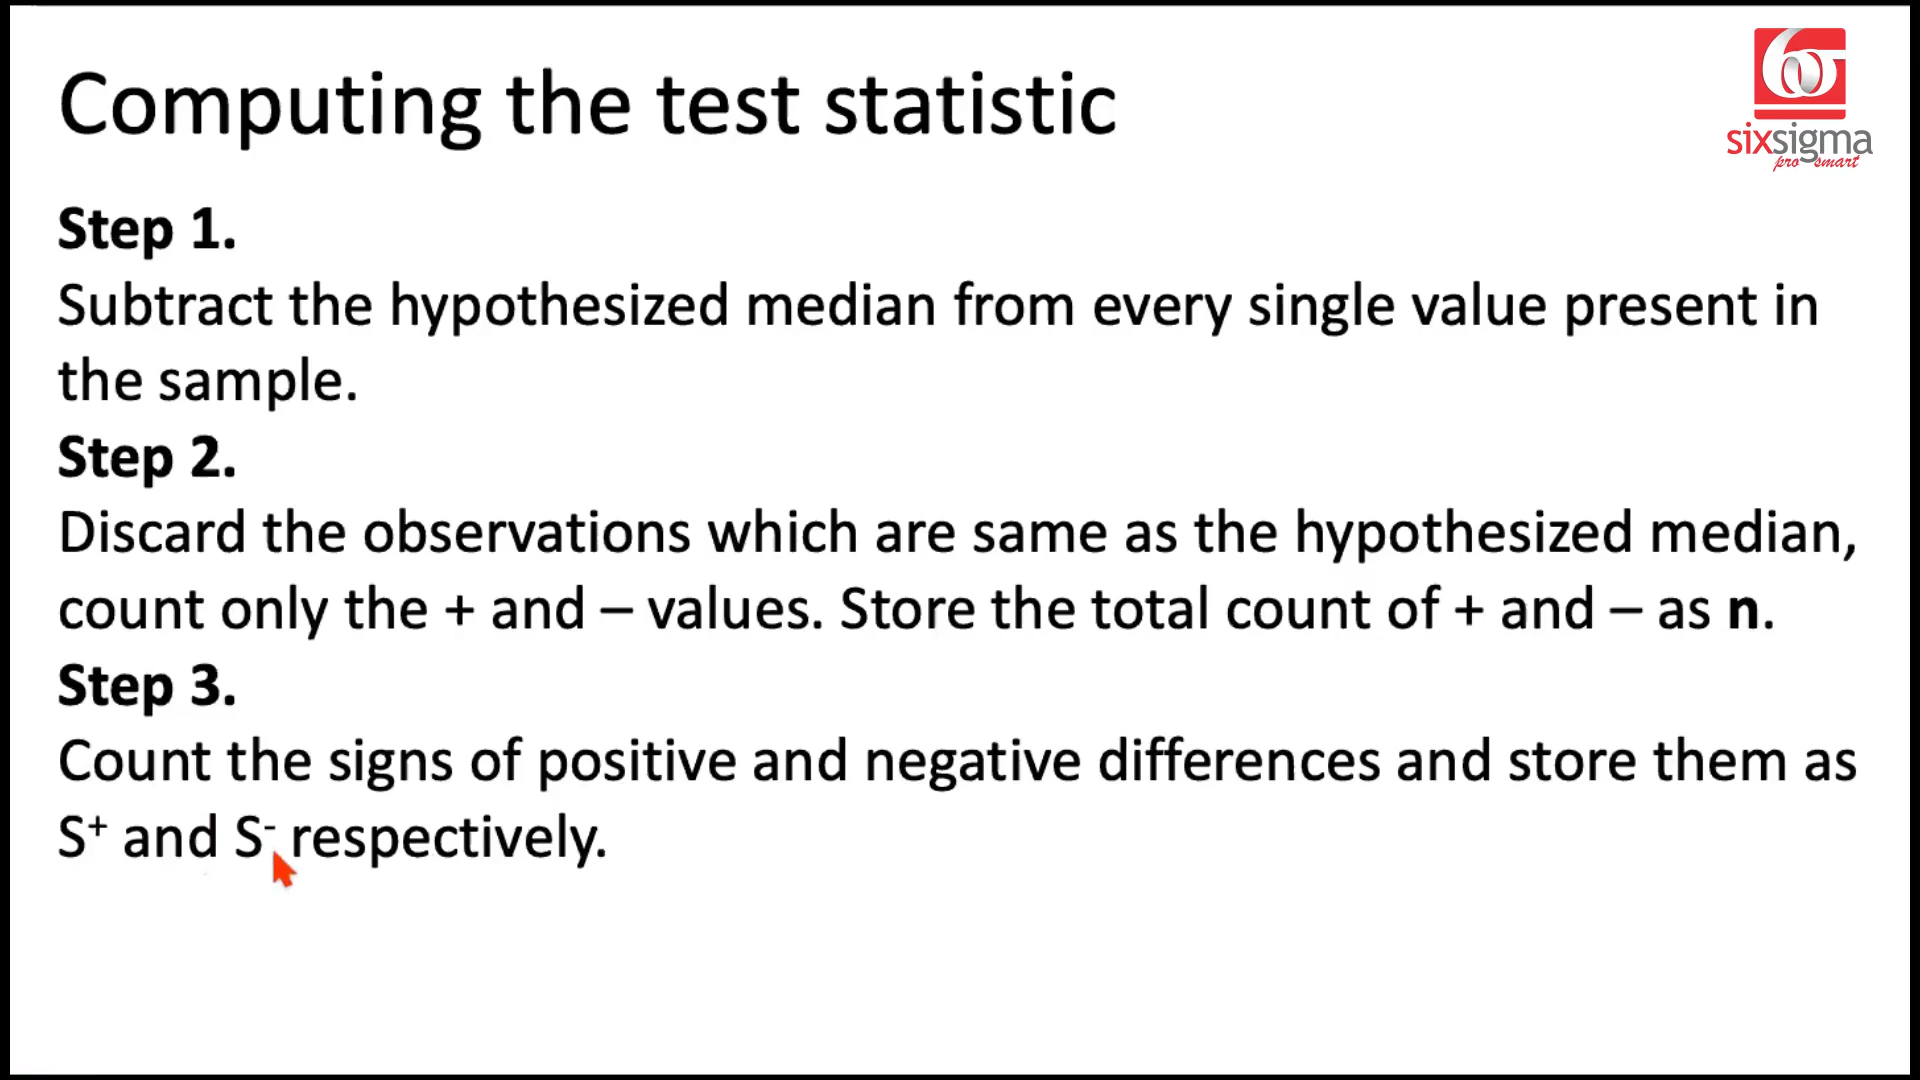 Computing the test statistic
6σ
sixsigma
pro smart
Step 1.
Subtract the hypothesized median from every single value present in
the sample.
Step 2.
Discard the observations which are same as the hypothesized median,
count only the + and – values. Store the total count of + and – as n.
Step 3.
Count the signs of positive and negative differences and store them as
S⁺ and S⁻ respectively.